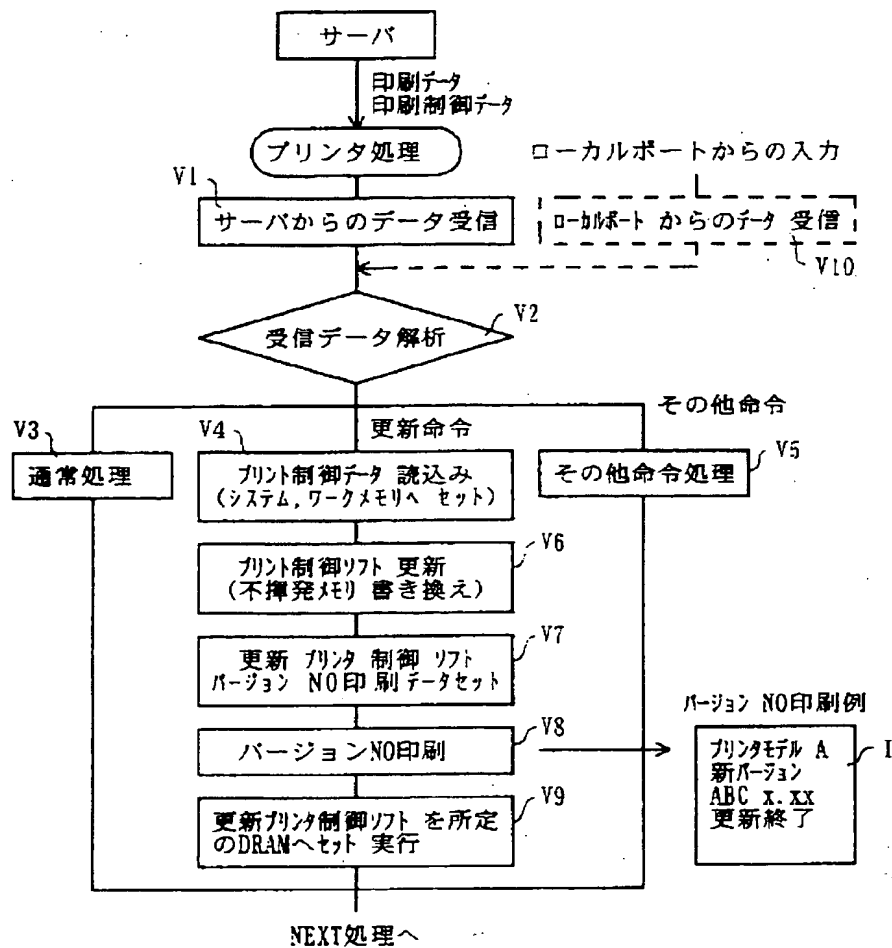 サーバ
印刷データ
印刷制御データ
プリンタ処理
ローカルポートからの入力
V1
サーバからのデータ受信
ローカルポート からのデータ 受信
V10
受信データ解析
V2
その他命令
更新命令
V3
通常処理
V4
プリント制御データ 読込み
(システム,ワークメモリへ セット)
V5
その他命令処理
プリント制御ソフト 更新
(不揮発メモリ 書き換え)
V6
更新 プリンタ 制御 ソフト
バージョン NO印刷データセット
V7
バージョンNO印刷
V8
バージョン NO印刷例
プリンタモデル A
新バージョン
ABC x.xx
更新終了
I
更新プリンタ制御ソフト を所定
のDRAMへセット 実行
V9
NEXT処理へ